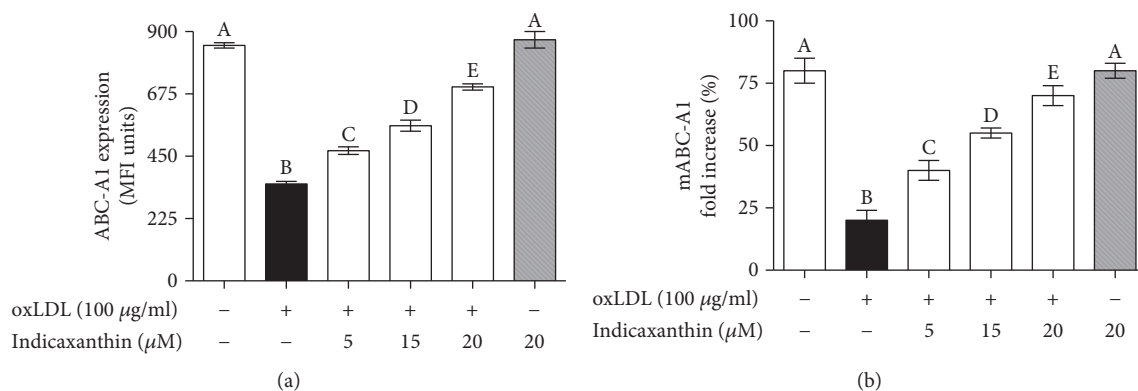 ABC-A1 expression
(MFI units)
900
675
450
225
0
A
B
C
D
E
A
oxLDL (100 μg/ml)
– + + + + –
Indicaxanthin (μM)
– – 5 15 20 20
(a)
mABC-A1
fold increase (%)
100
75
50
25
0
A
B
C
D
E
A
oxLDL (100 μg/ml)
– + + + + –
Indicaxanthin (μM)
– – 5 15 20 20
(b)